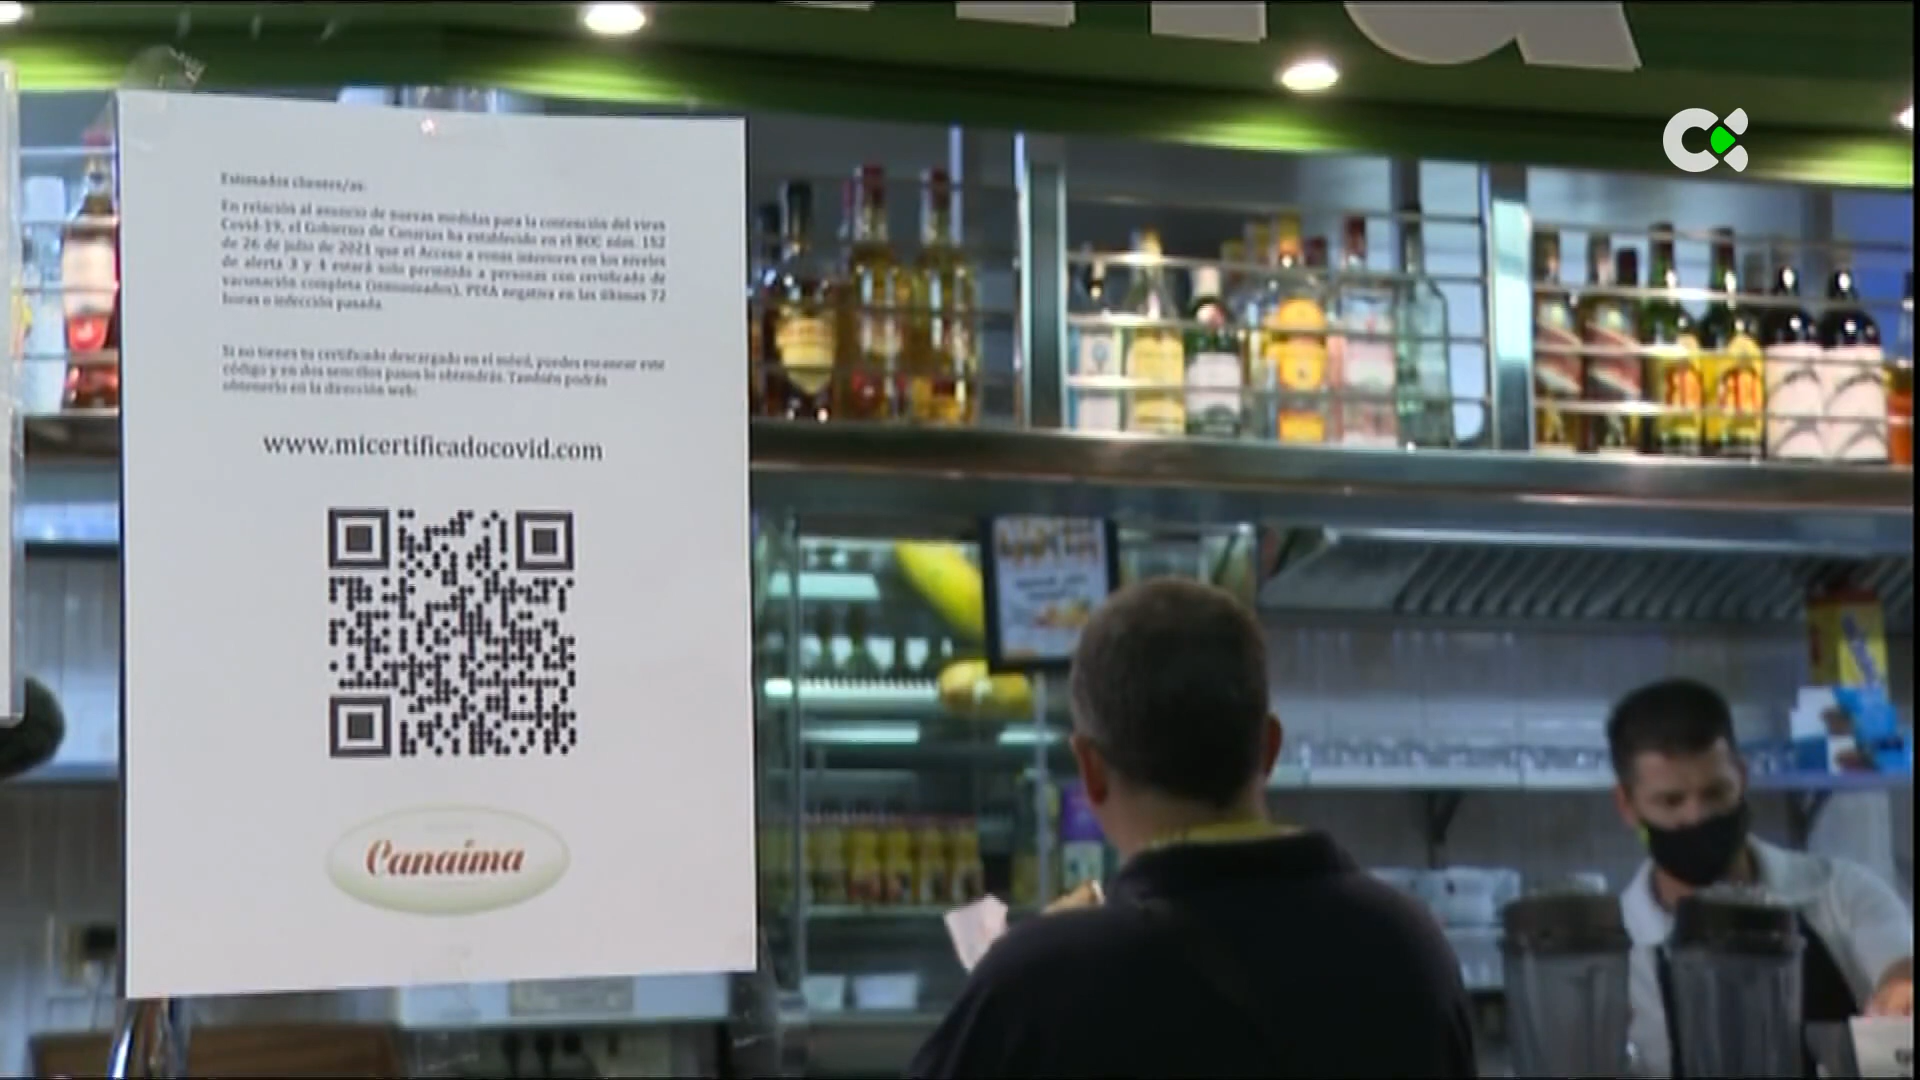 Estimados clientes/as:
En relación al anuncio de nuevas medidas para la contención del virus
Covid-19, el Gobierno de Canarias ha establecido en el BOC núm. 152
de 26 de julio de 2021 que el Acceso a zonas interiores en los niveles
de alerta 3 y 4 estará solo permitido a personas con certificado de
vacunación completa (inmunizados), PDIA negativa en las últimas 72
horas o infección pasada.
Si no tienes tu certificado descargado en el móvil, puedes escanear este
código y en dos sencillos pasos lo obtendrás. También podrás
obtenerlo en la dirección web:
www.micertificadocovid.com
Canaima